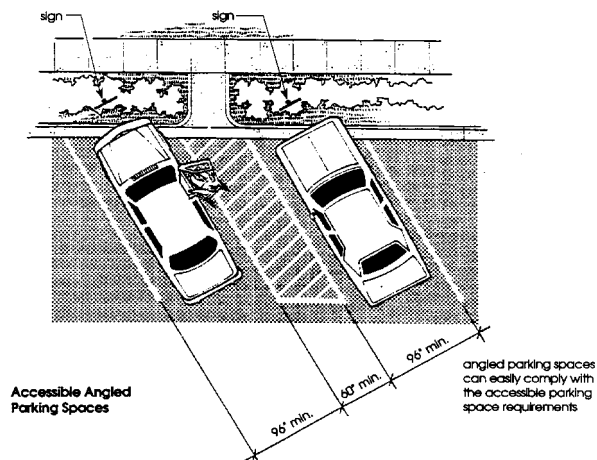 sign
sign
96" min.
60" min.
96" min.
angled parking spaces
can easily comply with
the accessible parking
space requirements
Accessible Angled
Parking Spaces